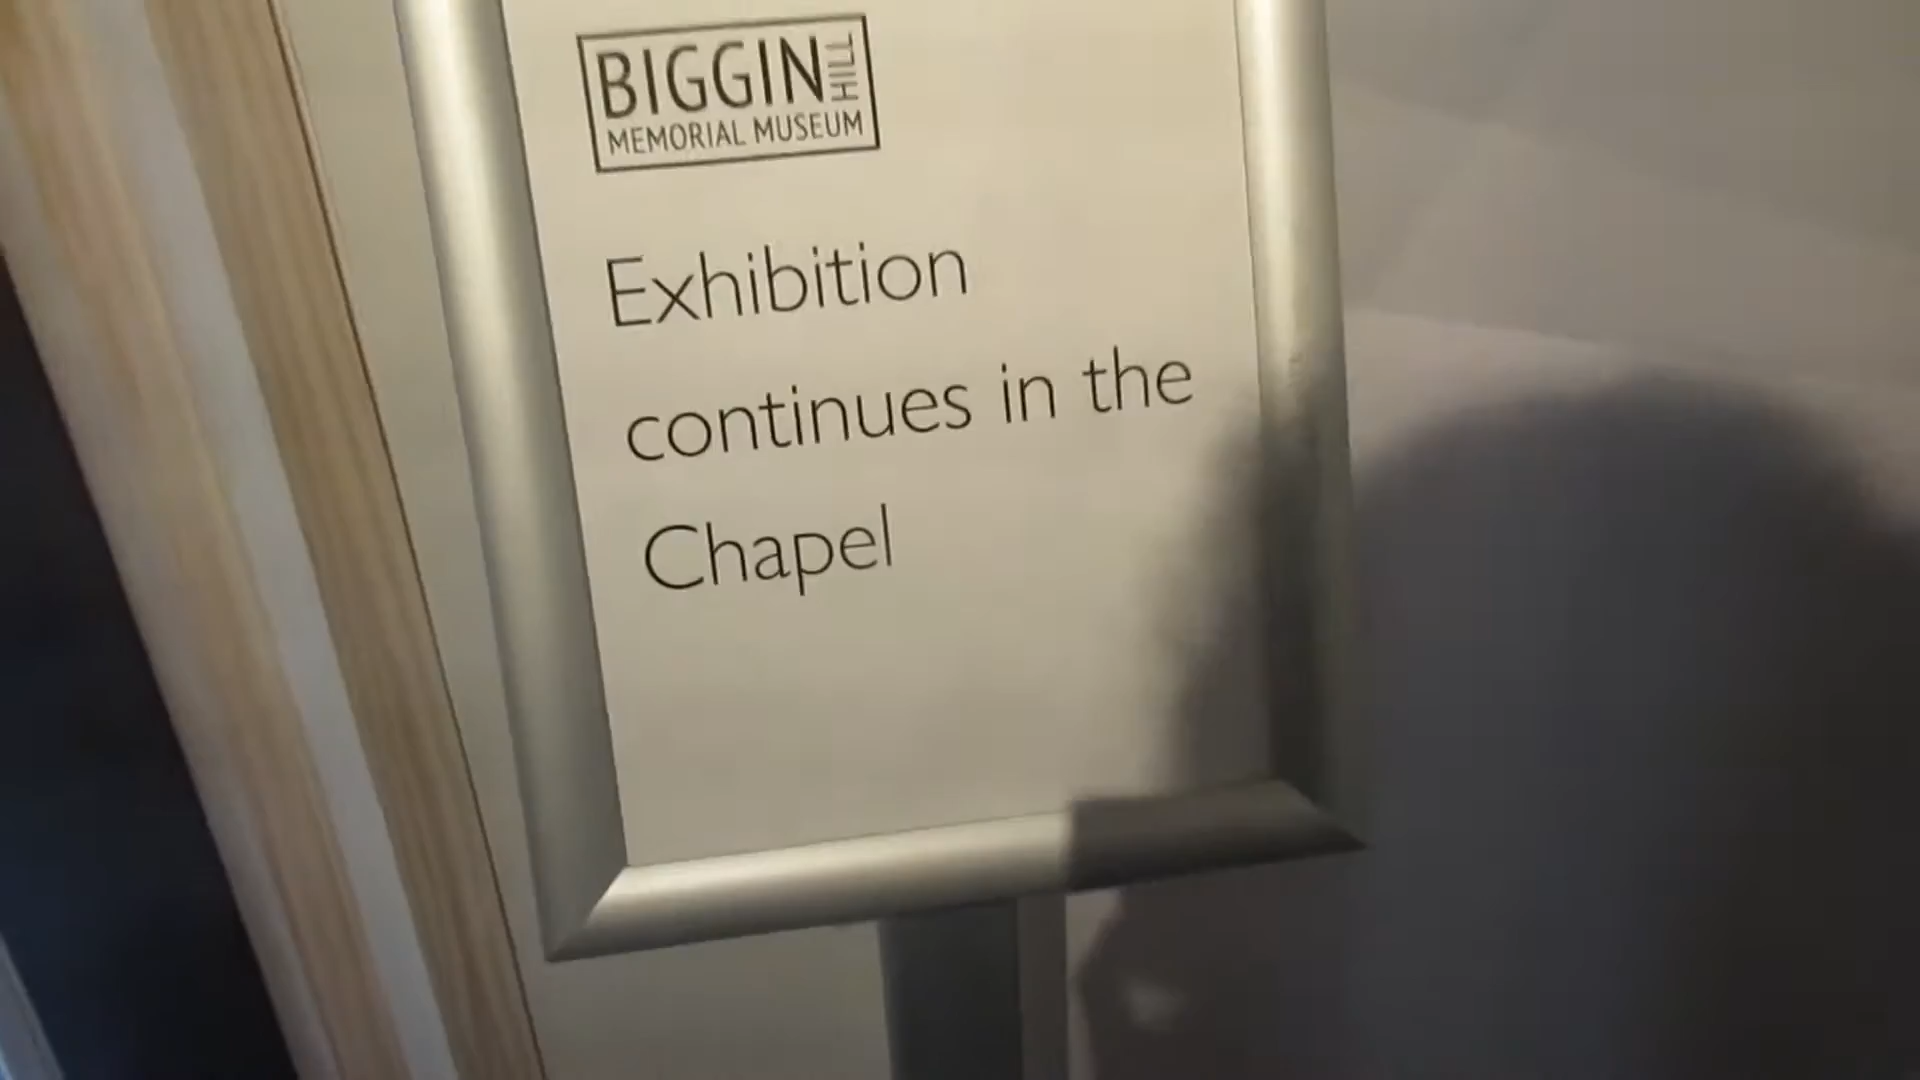 BIGGIN HILL
MEMORIAL MUSEUM
Exhibition
continues in the
Chapel